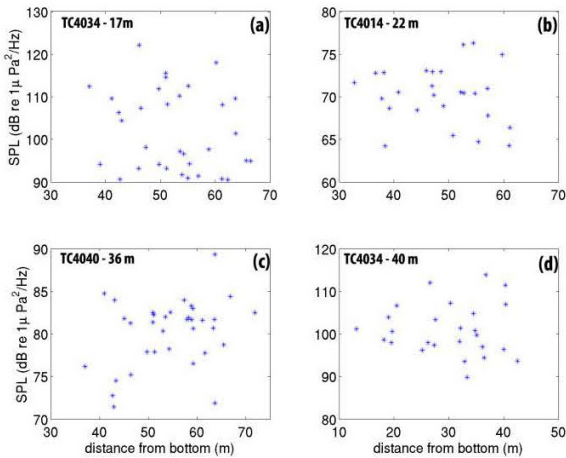 TC4034 - 17m (a)
130
120
110
100
90
30 40 50 60 70
SPL (dB re 1μ Pa²/Hz)
TC4014 - 22 m (b)
80
75
70
65
60
30 40 50 60 70
TC4040 - 36 m (c)
90
85
80
75
70
30 40 50 60 70
SPL (dB re 1μ Pa²/Hz)
distance from bottom (m)
TC4034 - 40 m (d)
120
110
100
90
80
10 20 30 40 50
distance from bottom (m)